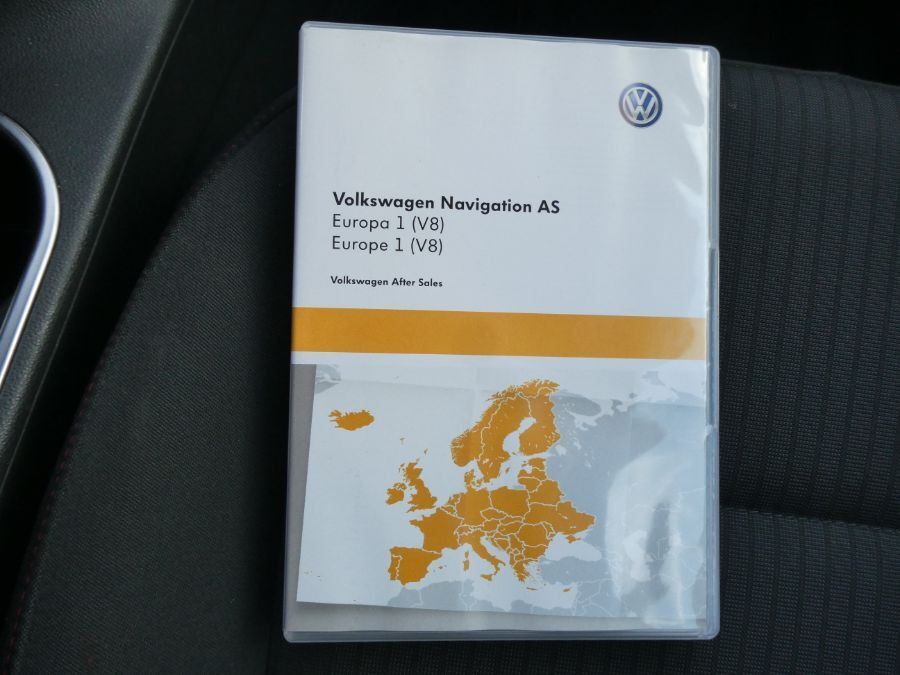 Volkswagen Navigation AS
Europa 1 (V8)
Europe 1 (V8)
Volkswagen After Sales